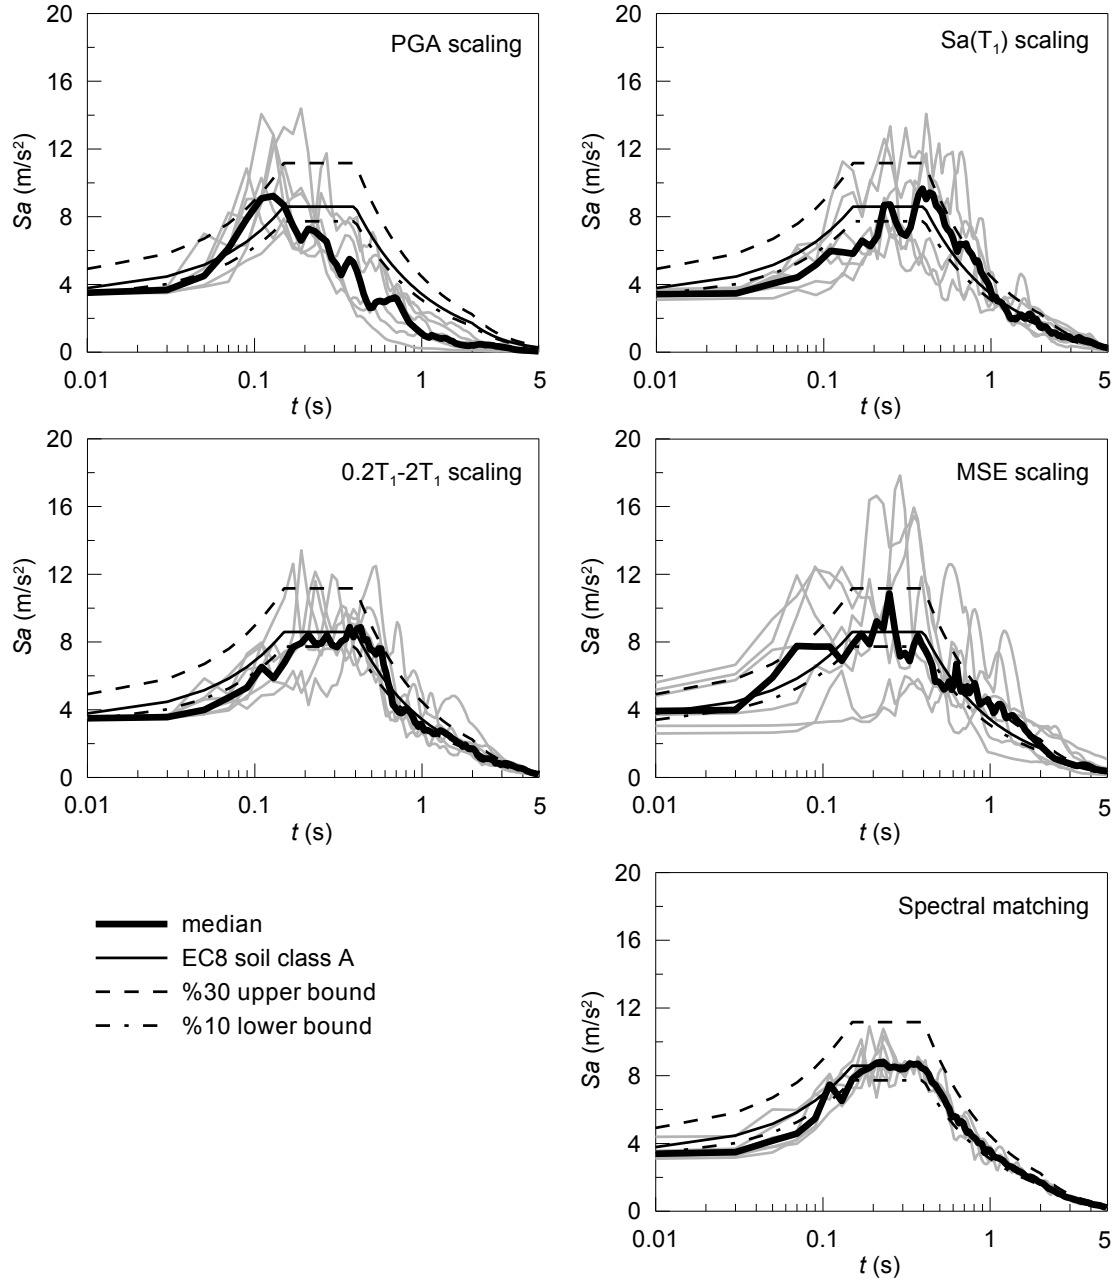 20
16
12
8
4
0
Sa (m/s²)
PGA scaling
0.01
0.1
1
5
t (s)
20
16
12
8
4
0
Sa (m/s²)
Sa(T₁) scaling
0.01
0.1
1
5
t (s)
20
16
12
8
4
0
Sa (m/s²)
0.2T₁-2T₁ scaling
0.01
0.1
1
5
t (s)
20
16
12
8
4
0
Sa (m/s²)
MSE scaling
0.01
0.1
1
5
t (s)
median
EC8 soil class A
%30 upper bound
%10 lower bound
20
16
12
8
4
0
Sa (m/s²)
Spectral matching
0.01
0.1
1
5
t (s)